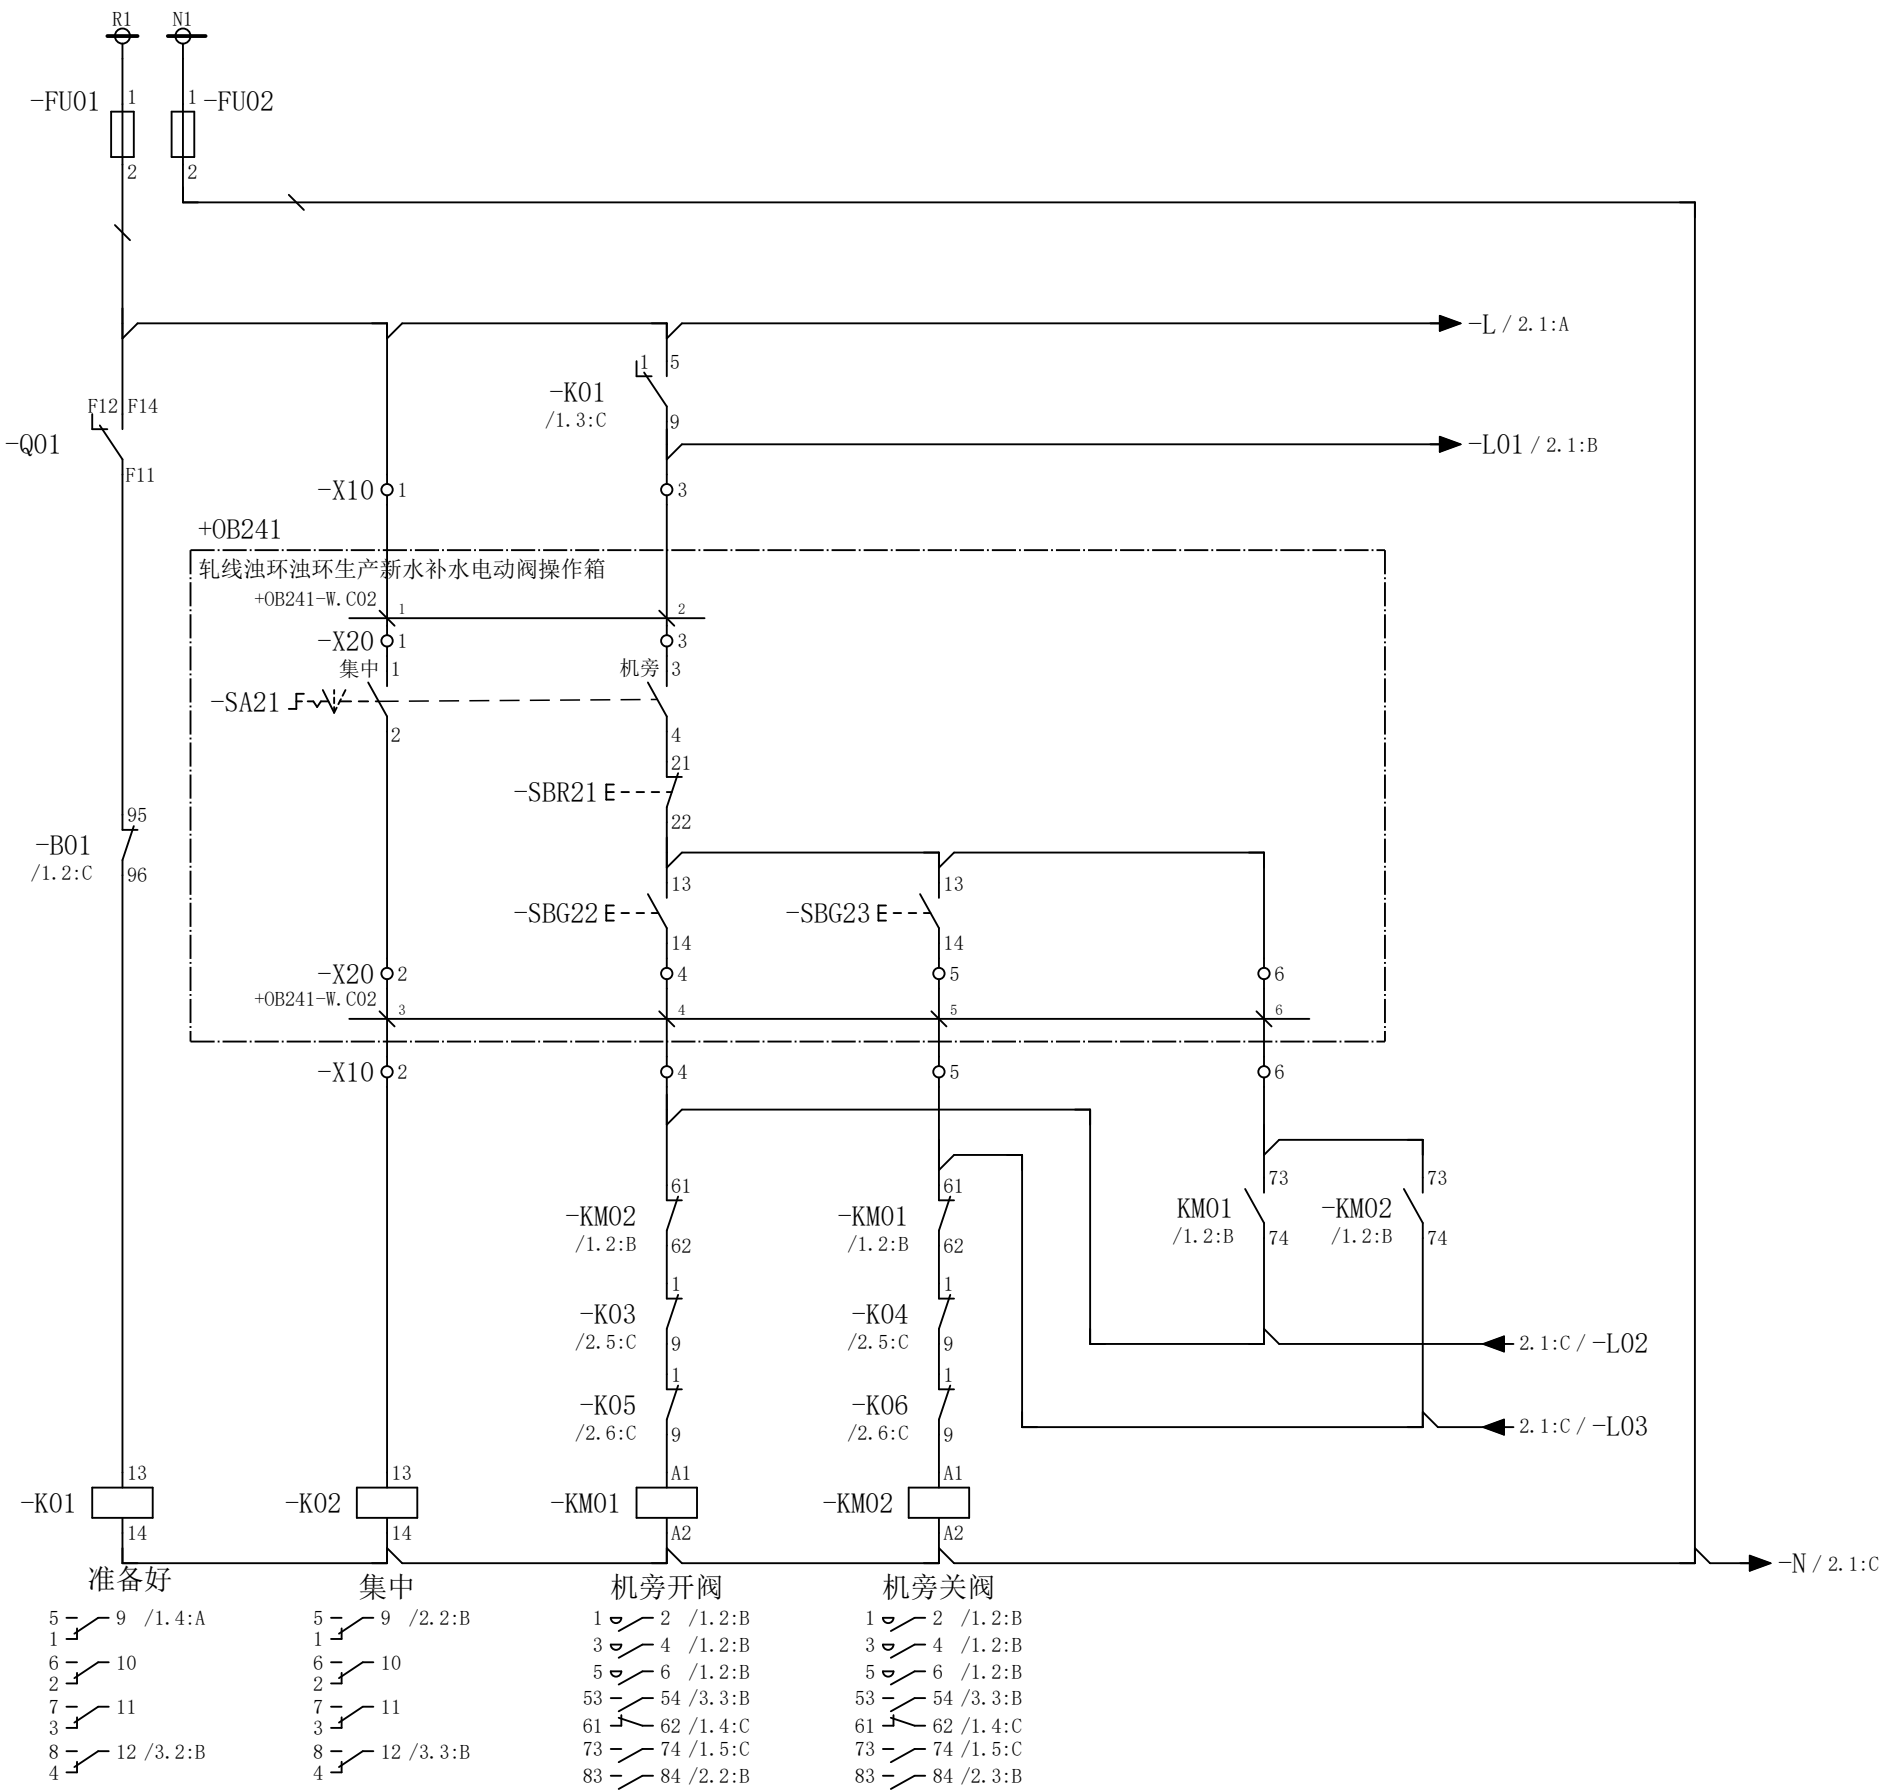 R1 N1
-FU01 1 1 -FU02
2 2
-L / 2.1:A
1 5
-K01
/1.3:C
9
F12 F14
-Q01
F11
-L01 / 2.1:B
-X10 1 3
+OB241
轧线浊环浊环生产新水补水电动阀操作箱
+OB241-W.C02 1 2
-X20 1 3
集中 1 机旁 3
-SA21
2 4
21
-SBR21
22
95
-B01
/1.2:C 96
13 13
-SBG22 -SBG23
14 14
-X20 2 4 5 6
+OB241-W.C02 3 4 5 6
-X10 2 4 5 6
61 61 73 73
-KM02 -KM01 KM01 -KM02
/1.2:B /1.2:B /1.2:B /1.2:B
62 62 74 74
1 1
-K03 -K04
/2.5:C 9 /2.5:C 9
2.1:C / -L02
1 1
-K05 -K06
/2.6:C 9 /2.6:C 9
2.1:C / -L03
13 13 A1 A1
-K01 -K02 -KM01 -KM02
14 14 A2 A2
-N / 2.1:C
准备好 集中 机旁开阀 机旁关阀
5 9 /1.4:A
1
6 10
2
7 11
3
8 12 /3.2:B
4
5 9 /2.2:B
1
6 10
2
7 11
3
8 12 /3.3:B
4
1 2 /1.2:B
3 4 /1.2:B
5 6 /1.2:B
53 54 /3.3:B
61 62 /1.4:C
73 74 /1.5:C
83 84 /2.2:B
1 2 /1.2:B
3 4 /1.2:B
5 6 /1.2:B
53 54 /3.3:B
61 62 /1.4:C
73 74 /1.5:C
83 84 /2.3:B